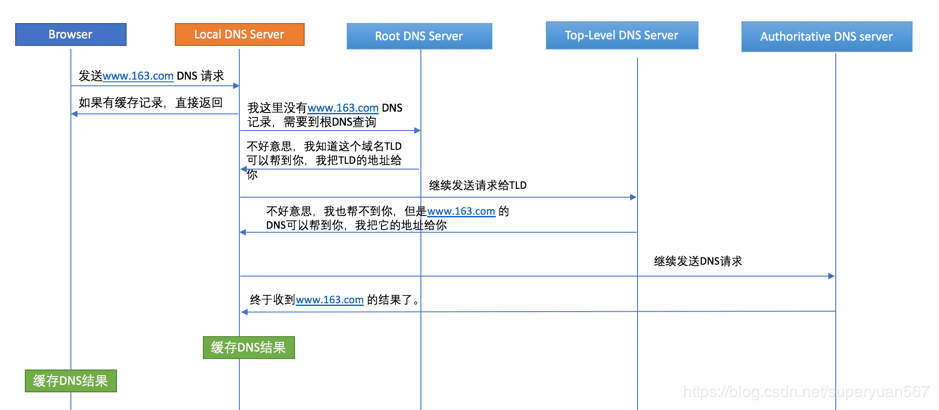 Browser
Local DNS Server
Root DNS Server
Top-Level DNS Server
Authoritative DNS server
发送www.163.com DNS 请求
如果有缓存记录，直接返回
我这里没有www.163.com DNS
记录，需要到根DNS查询
不好意思，我知道这个域名TLD
可以帮到你，我把TLD的地址给
你
继续发送请求给TLD
不好意思，我也帮不到你，但是www.163.com 的
DNS可以帮到你，我把它的地址给你
继续发送DNS请求
终于收到www.163.com 的结果了。
缓存DNS结果
缓存DNS结果
https://blog.csdn.net/superyuan567